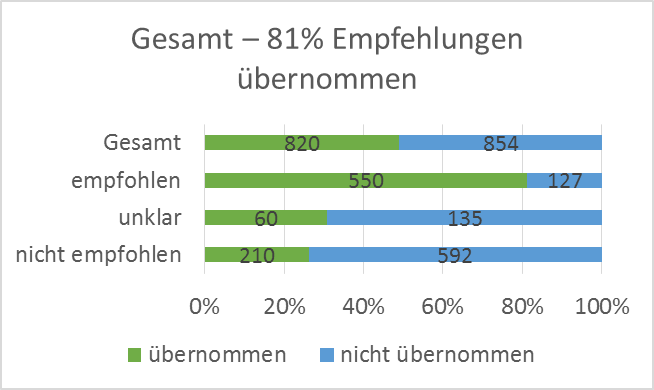 Gesamt – 81% Empfehlungen
übernommen
Gesamt 820 854
empfohlen 550 127
unklar 60 135
nicht empfohlen 210 592
0% 20% 40% 60% 80% 100%
übernommen nicht übernommen